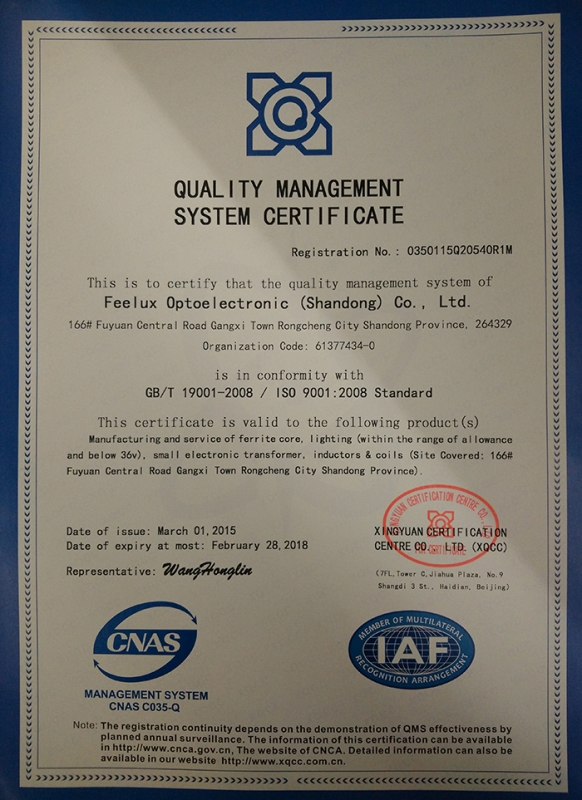 QUALITY MANAGEMENT
SYSTEM CERTIFICATE
Registration No.: 0350115Q20540R1M
This is to certify that the quality management system of
Feelux Optoelectronic (Shandong) Co., Ltd.
166# Fuyuan Central Road Gangxi Town Rongcheng City Shandong Province, 264329
Organization Code: 61377434-0
is in conformity with
GB/T 19001-2008 / ISO 9001:2008 Standard
This certificate is valid to the following product(s)
Manufacturing and service of ferrite core, lighting (within the range of allowance
and below 36v), small electronic transformer, inductors & coils (Site Covered: 166#
Fuyuan Central Road Gangxi Town Rongcheng City Shandong Province).
Date of issue: March 01, 2015
Date of expiry at most: February 28, 2018
Representative: WangHonglin
XINGYUAN CERTIFICATION
CENTRE CO., LTD. (XQCC)
(7FL, Tower C, Jiahua Plaza, No.9
Shangdi 3 St., Haidian, Beijing)
CNAS
MANAGEMENT SYSTEM
CNAS C035-Q
MEMBER OF MULTILATERAL
IAF
RECOGNITION ARRANGEMENT
Note: The registration continuity depends on the demonstration of QMS effectiveness by
planned annual surveillance. The information of this certification can be available
in http://www.cnca.gov.cn, The website of CNCA. Detailed information can also be
available in our website http://www.xqcc.com.cn.